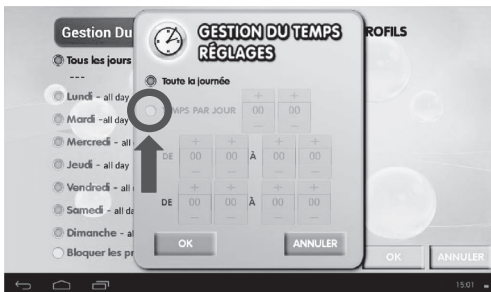 Gestion Du
ROFILS
GESTION DU TEMPS
RÉGLAGES
Tous les jours
---
Toute la journée
Lundi - all day
MPS PAR JOUR
+ +
00 00
— —
Mardi -all day
Mercredi - all
+ + + +
DE 00 00 À 00 00
— — — —
Jeudi - all day
Vendredi - all
+ + + +
DE 00 00 À 00 00
— — — —
Samedi - all da
Dimanche - al
Bloquer les pr
OK ANNULER
OK ANNULER
15:01